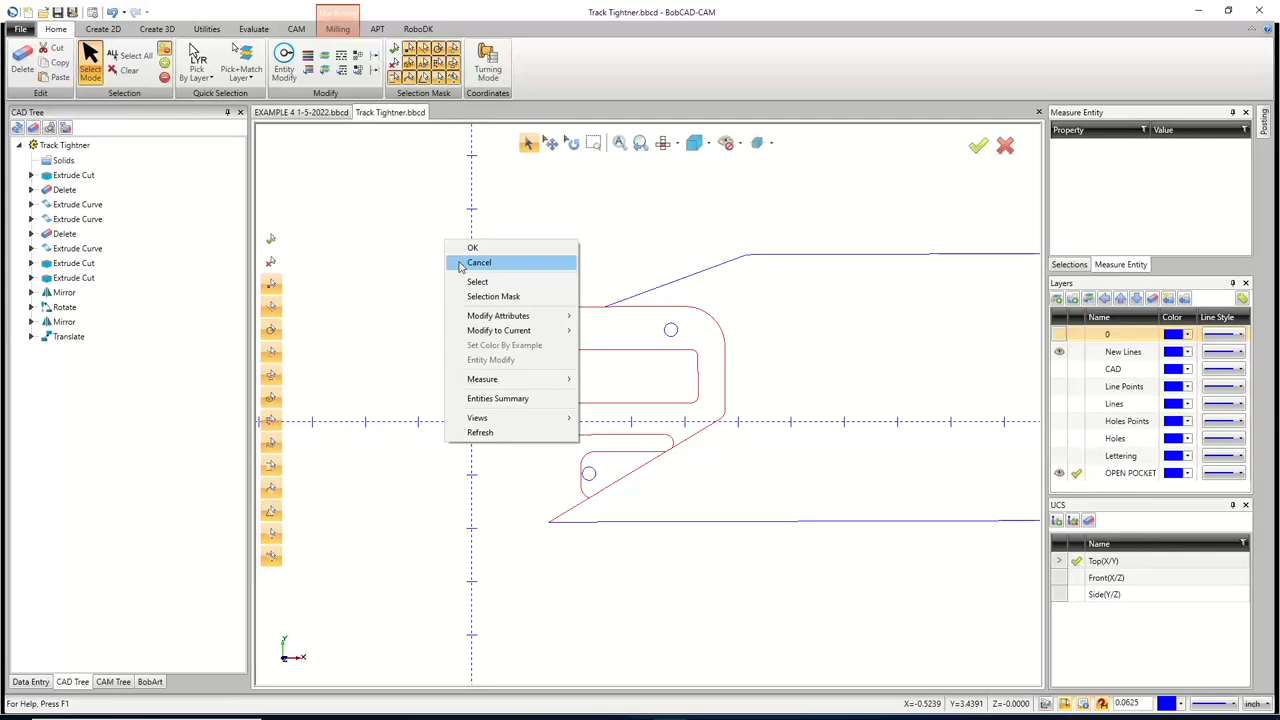 Track Tightner.bbcd - BobCAD-CAM
Machining
File Home Create 2D Create 3D Utilities Evaluate CAM Milling APT RoboDK
Delete Cut Copy Paste Select Mode Select All Clear Pick By Layer Pick+Match Layer Entity Modify Turning Mode
LYR
Edit Selection Quick Selection Modify Selection Mask Coordinates
CAD Tree
EXAMPLE 4 1-5-2022.bbcd Track Tightner.bbcd
Track Tightner
Solids
Extrude Cut
Delete
Extrude Curve
Extrude Curve
Delete
Extrude Curve
Extrude Cut
Extrude Cut
Mirror
Rotate
Mirror
Translate
Data Entry CAD Tree CAM Tree BobArt
OK
Cancel
Select
Selection Mask
Modify Attributes
Modify to Current
Set Color By Example
Entity Modify
Measure
Entities Summary
Views
Refresh
Y
X
Measure Entity
Property Value
Selections Measure Entity
Posting
Layers
Name Color Line Style
0
New Lines
CAD
Line Points
Lines
Holes Points
Holes
Lettering
OPEN POCKET
UCS
Name
Top(X/Y)
Front(X/Z)
Side(Y/Z)
For Help, Press F1
X=-0.5239 Y=3.4391 Z=-0.0000 0.0625 inch